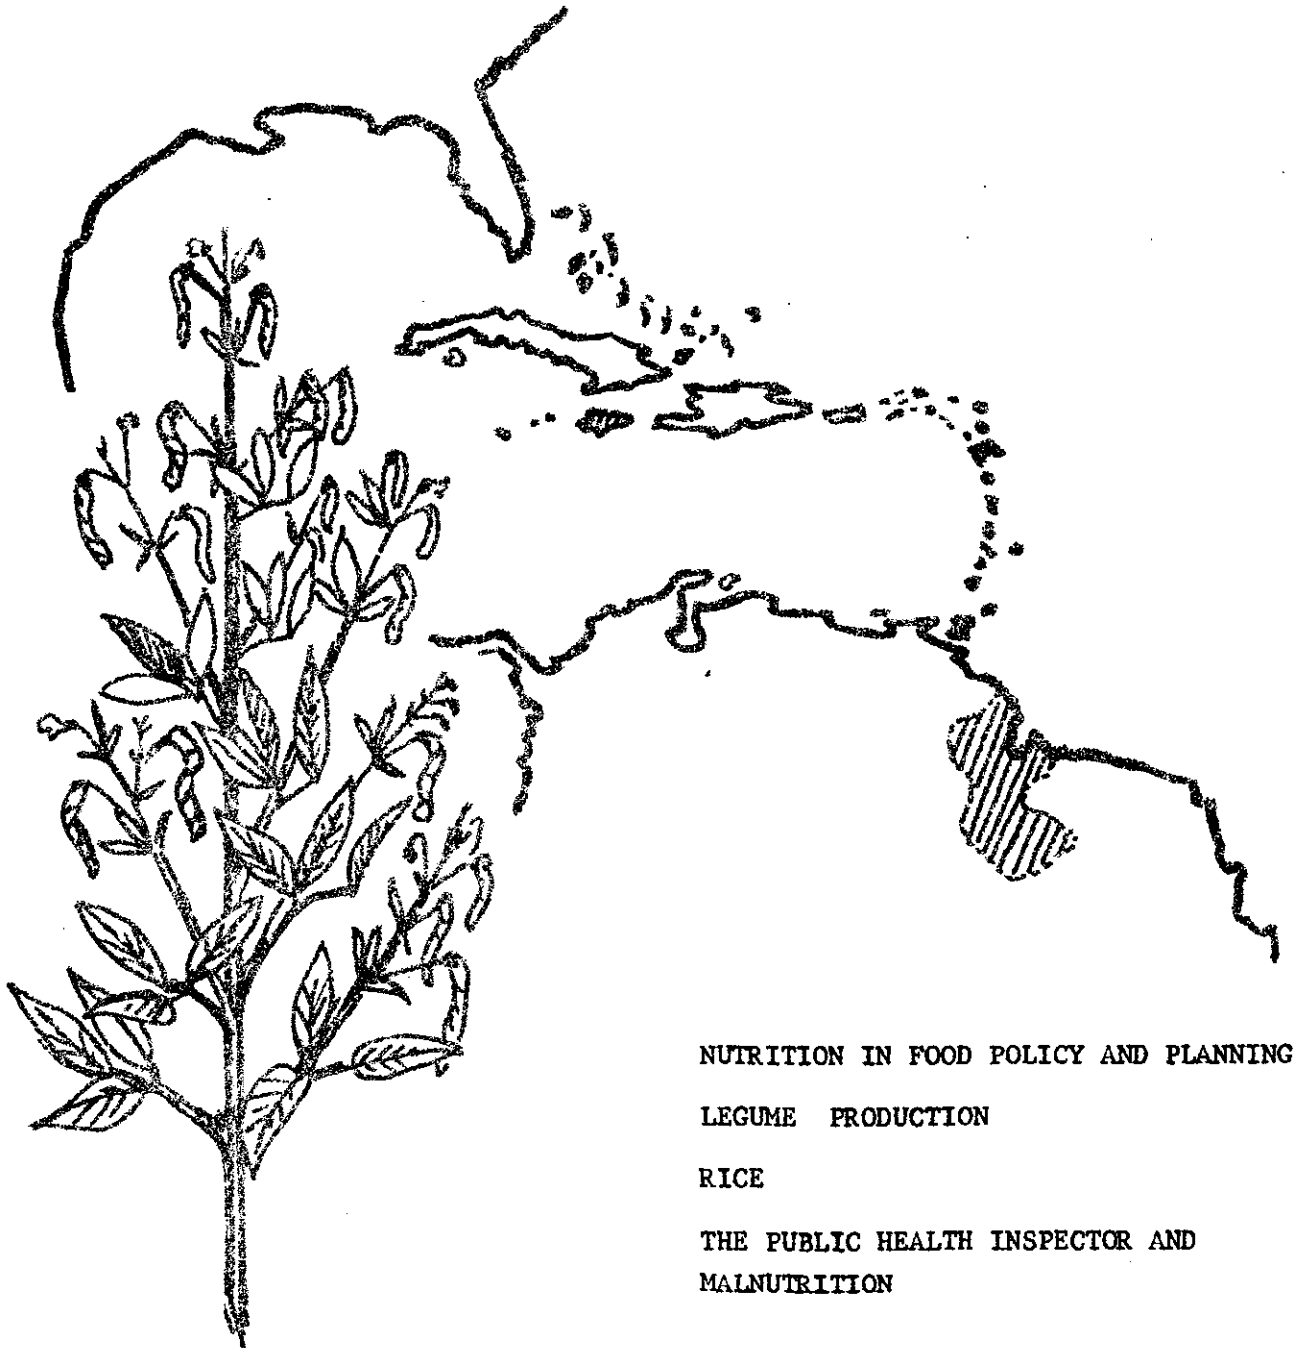 NUTRITION IN FOOD POLICY AND PLANNING
LEGUME PRODUCTION
RICE
THE PUBLIC HEALTH INSPECTOR AND
MALNUTRITION